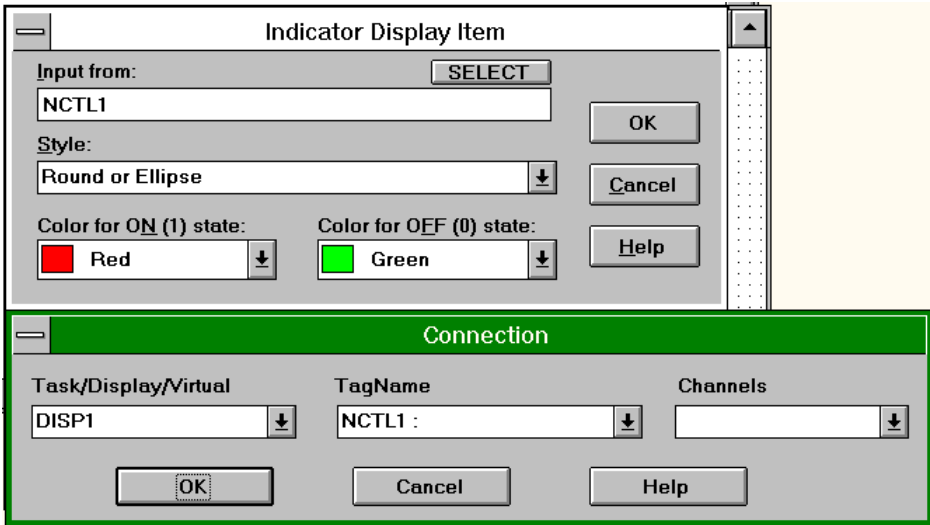 Indicator Display Item
Input from:
SELECT
NCTL1
OK
Style:
Round or Ellipse
Cancel
Color for ON (1) state:
Color for OFF (0) state:
Help
Red
Green
Connection
Task/Display/Virtual
TagName
Channels
DISP1
NCTL1 :
OK
Cancel
Help